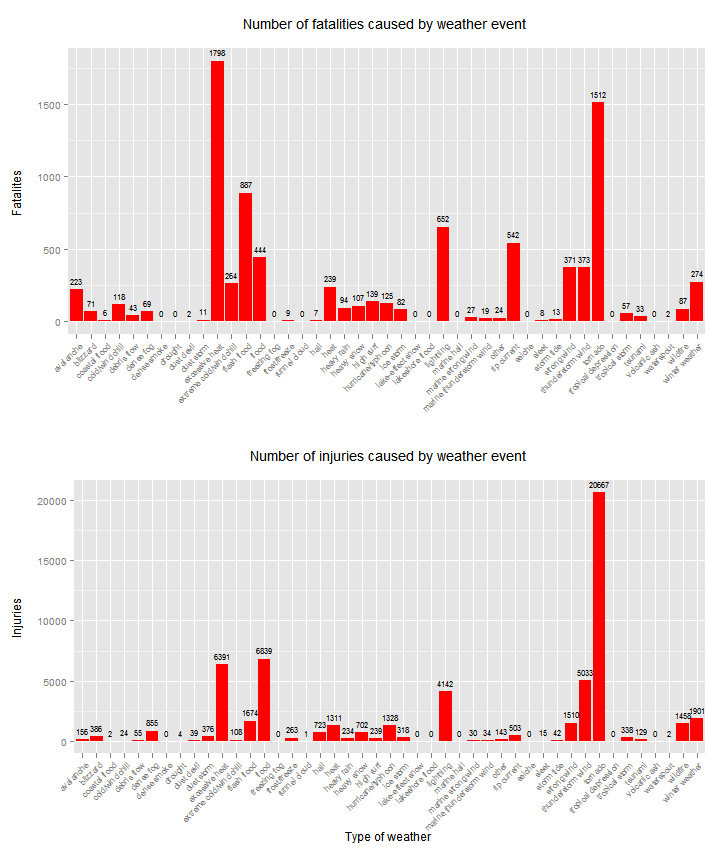 Number of fatalities caused by weather event
Fatalites
1500
1000
500
0
223
71
6
118
43
69
0
0
2
11
1798
264
887
444
0
9
0
7
239
94
107
139
125
82
0
0
652
0
27
19
24
542
0
8
13
371
373
1512
0
57
33
0
2
87
274
avalanche
blizzard
coastal flood
cold/wind chill
debris flow
dense fog
dense smoke
drought
dust devil
dust storm
excessive heat
extreme cold/wind chill
flash flood
flood
freezing fog
frost/freeze
funnel cloud
hail
heat
heavy rain
heavy snow
high surf
hurricane/typhoon
ice storm
lake-effect snow
lakeshore flood
lightning
marine hail
marine strong wind
marine thunderstorm wind
other
rip current
seiche
sleet
storm tide
strong wind
thunderstorm wind
tornado
tropical depression
tropical storm
tsunami
volcanic ash
waterspout
wildfire
winter weather
Number of injuries caused by weather event
Injuries
20000
15000
10000
5000
0
156
386
2
24
55
855
0
4
39
376
6391
108
1674
6839
0
263
1
723
1311
234
702
239
1328
318
0
0
4142
0
30
34
143
503
0
15
42
1510
5033
20667
0
338
129
0
2
1458
1901
avalanche
blizzard
coastal flood
cold/wind chill
debris flow
dense fog
dense smoke
drought
dust devil
dust storm
excessive heat
extreme cold/wind chill
flash flood
flood
freezing fog
frost/freeze
funnel cloud
hail
heat
heavy rain
heavy snow
high surf
hurricane/typhoon
ice storm
lake-effect snow
lakeshore flood
lightning
marine hail
marine strong wind
marine thunderstorm wind
other
rip current
seiche
sleet
storm tide
strong wind
thunderstorm wind
tornado
tropical depression
tropical storm
tsunami
volcanic ash
waterspout
wildfire
winter weather
Type of weather